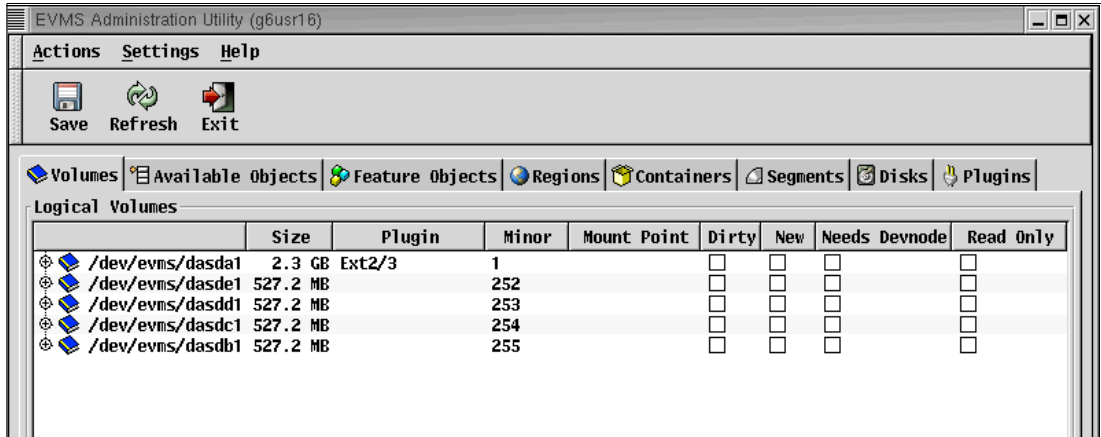 EVMS Administration Utility (g6usr16)
Actions Settings Help
Save Refresh Exit
Volumes Available Objects Feature Objects Regions Containers Segments Disks Plugins
Logical Volumes
Size Plugin Minor Mount Point Dirty New Needs Devnode Read Only
/dev/evms/dasda1 2.3 GB Ext2/3 1
/dev/evms/dasde1 527.2 MB 252
/dev/evms/dasdd1 527.2 MB 253
/dev/evms/dasdc1 527.2 MB 254
/dev/evms/dasdb1 527.2 MB 255